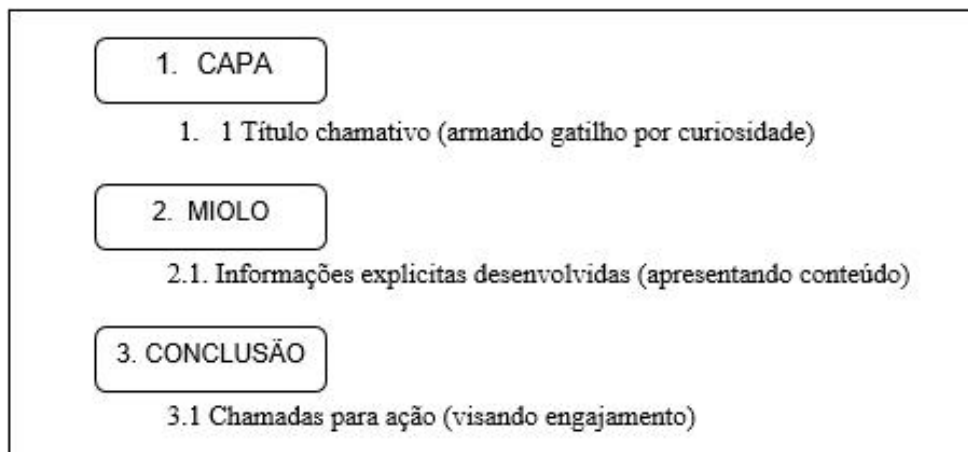 1. CAPA
1. 1 Título chamativo (armando gatilho por curiosidade)
2. MIOLO
2.1. Informações explicitas desenvolvidas (apresentando conteúdo)
3. CONCLUSÃO
3.1 Chamadas para ação (visando engajamento)